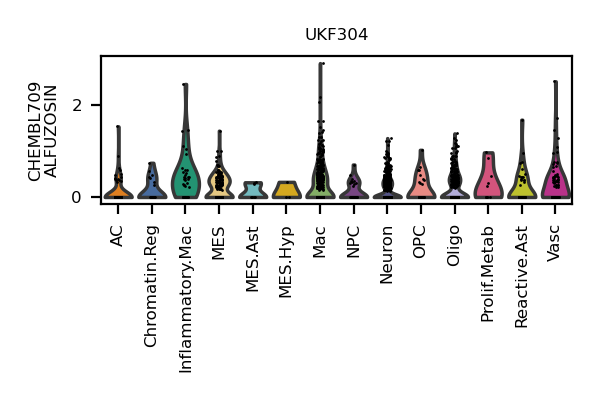 UKF304
CHEMBL709
ALFUZOSIN
2
0
AC
Chromatin.Reg
Inflammatory.Mac
MES
MES.Ast
MES.Hyp
Mac
NPC
Neuron
OPC
Oligo
Prolif.Metab
Reactive.Ast
Vasc